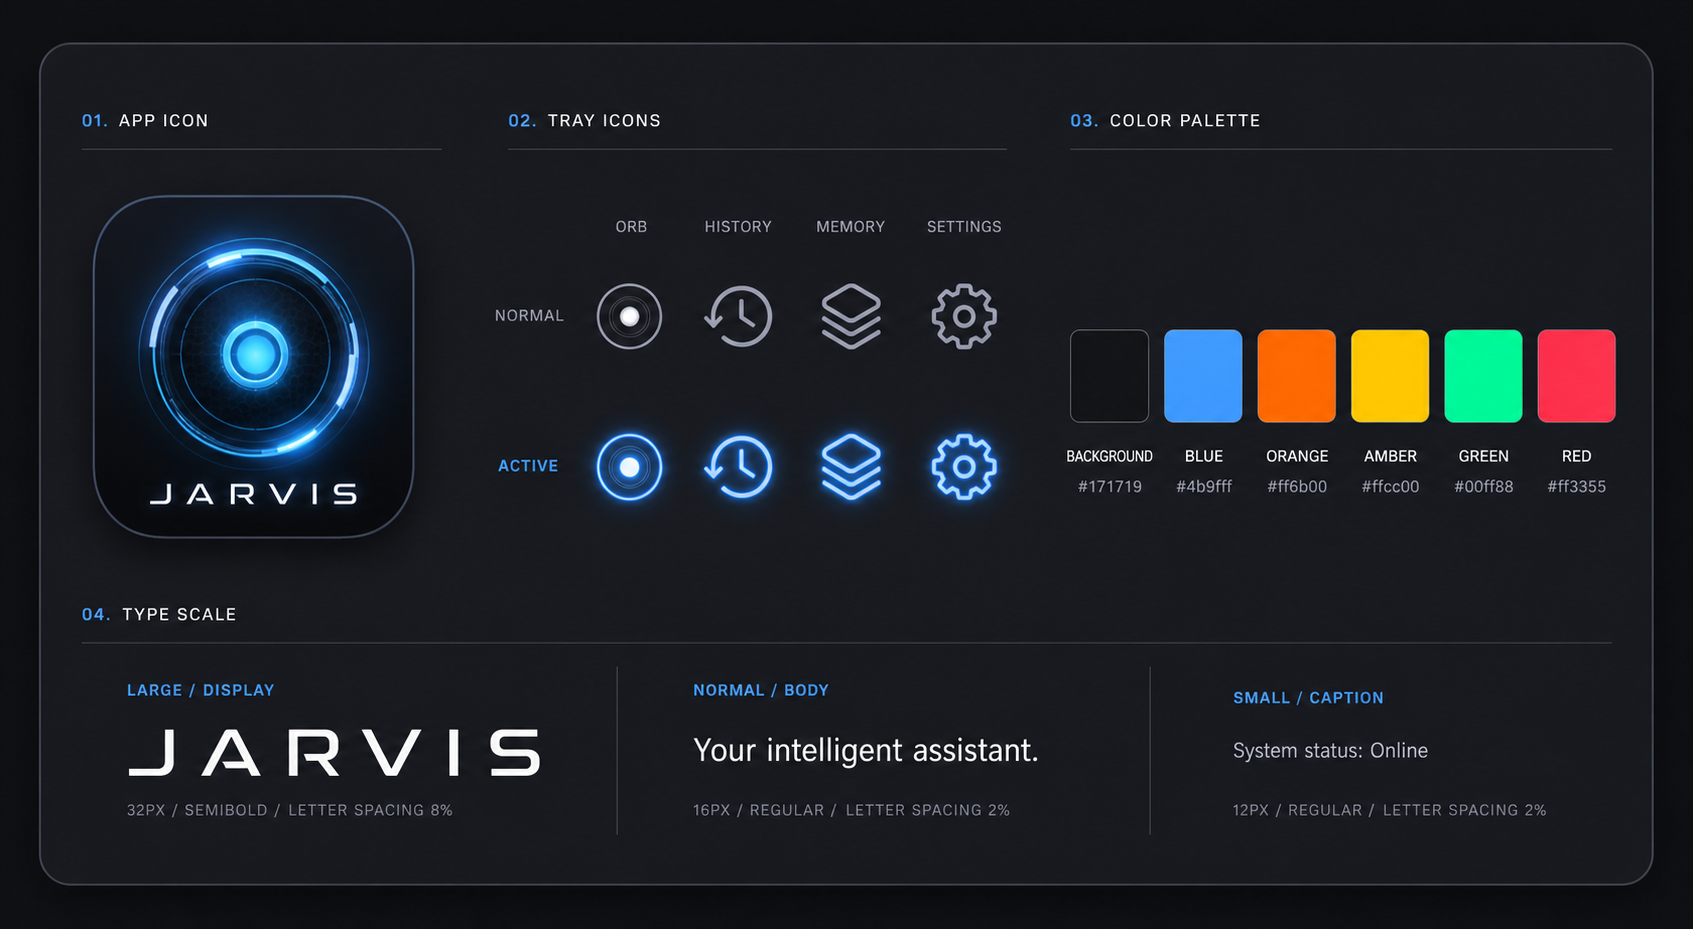 01. APP ICON
JARVIS
02. TRAY ICONS
ORB HISTORY MEMORY SETTINGS
NORMAL
ACTIVE
03. COLOR PALETTE
BACKGROUND BLUE ORANGE AMBER GREEN RED
#171719 #4b9fff #ff6b00 #ffcc00 #00ff88 #ff3355
04. TYPE SCALE
LARGE / DISPLAY
JARVIS
32PX / SEMIBOLD / LETTER SPACING 8%
NORMAL / BODY
Your intelligent assistant.
16PX / REGULAR / LETTER SPACING 2%
SMALL / CAPTION
System status: Online
12PX / REGULAR / LETTER SPACING 2%